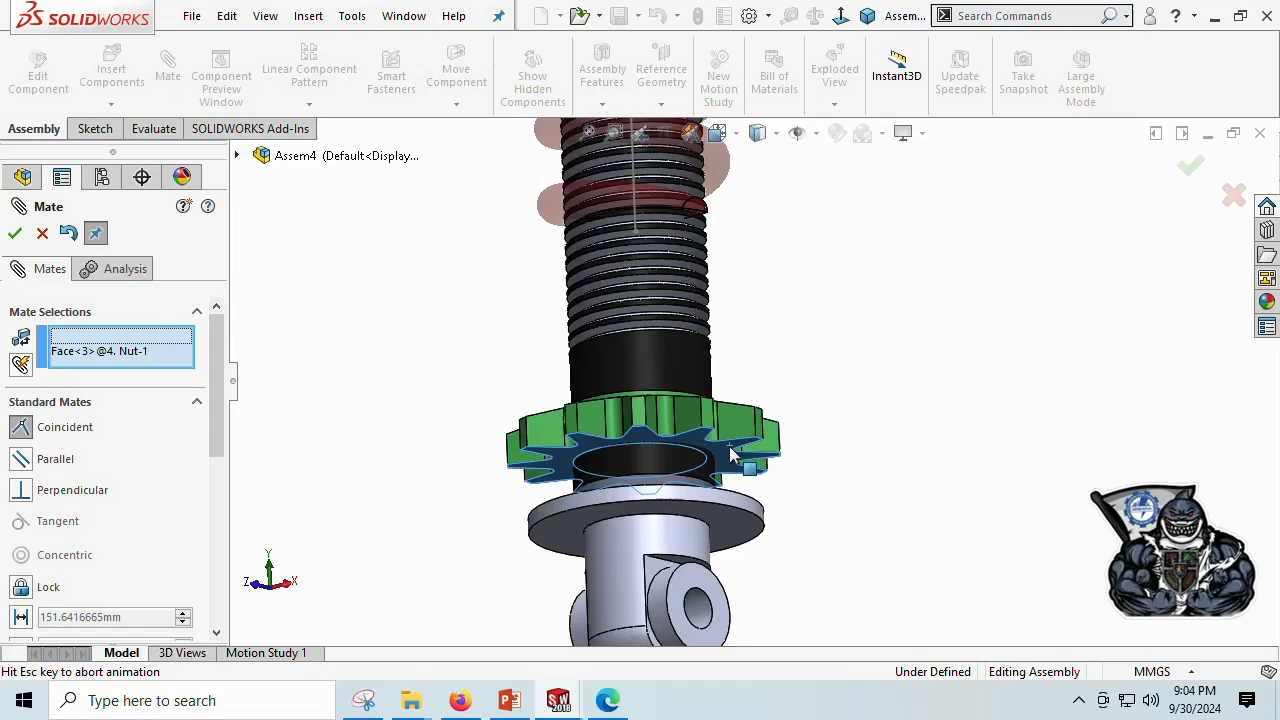 SOLIDWORKS File Edit View Insert Tools Window Help Assem... Search Commands ?
Edit Component
Insert Components
Mate
Component Preview Window
Linear Component Pattern
Smart Fasteners
Move Component
Show Hidden Components
Assembly Features
Reference Geometry
New Motion Study
Bill of Materials
Exploded View
Instant3D
Update Speedpak
Take Snapshot
Large Assembly Mode
Assembly Sketch Evaluate SOLIDWORKS Add-Ins
Assem4 (Default<Display...
Mate
Mates Analysis
Mate Selections
Face<3>@4. Nut-1
Standard Mates
Coincident
Parallel
Perpendicular
Tangent
Concentric
Lock
151.6416665mm
Y
Z X
Model 3D Views Motion Study 1
Hit Esc key to abort animation Under Defined Editing Assembly MMGS
Type here to search
SW 2018
9:04 PM
9/30/2024